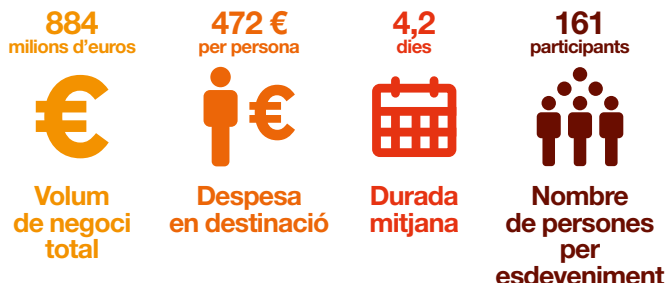 884
milions d’euros
€
Volum
de negoci
total
472 €
per persona
€
Despesa
en destinació
4,2
dies
Durada
mitjana
161
participants
Nombre
de persones
per
esdeveniment